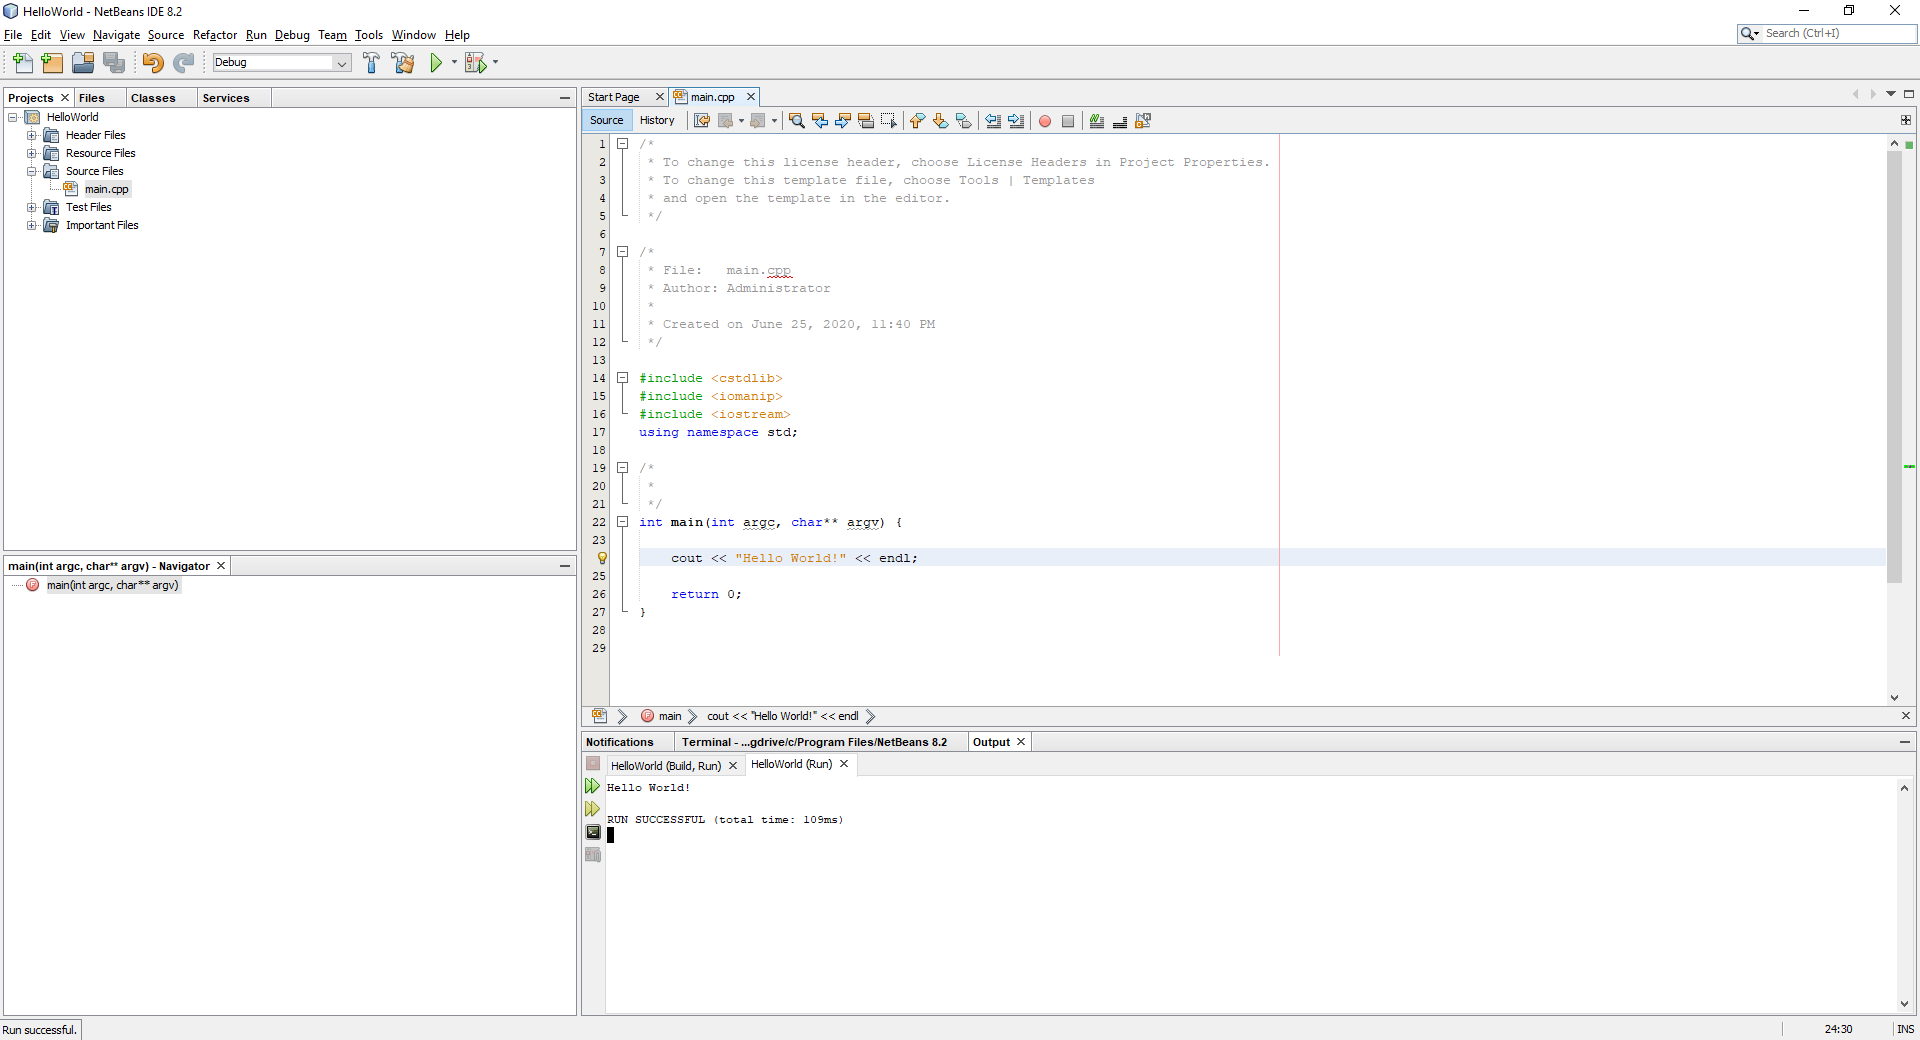 HelloWorld - NetBeans IDE 8.2
File Edit View Navigate Source Refactor Run Debug Team Tools Window Help
Search (Ctrl+I)
Debug
Projects Files Classes Services
HelloWorld
Header Files
Resource Files
Source Files
main.cpp
Test Files
Important Files
main(int argc, char** argv) - Navigator
main(int argc, char** argv)
Start Page main.cpp
Source History
1 /*
2 * To change this license header, choose License Headers in Project Properties.
3 * To change this template file, choose Tools | Templates
4 * and open the template in the editor.
5 */
6
7 /*
8 * File:   main.cpp
9 * Author: Administrator
10 *
11 * Created on June 25, 2020, 11:40 PM
12 */
13
14 #include <cstdlib>
15 #include <iomanip>
16 #include <iostream>
17 using namespace std;
18
19 /*
20 *
21 */
22 int main(int argc, char** argv) {
23
cout << "Hello World!" << endl;
25
26 return 0;
27 }
28
29
main cout << "Hello World!" << endl
Notifications Terminal - ...gdrive/c/Program Files/NetBeans 8.2 Output
HelloWorld (Build, Run) HelloWorld (Run)
Hello World!
RUN SUCCESSFUL (total time: 109ms)
Run successful.
24:30 INS